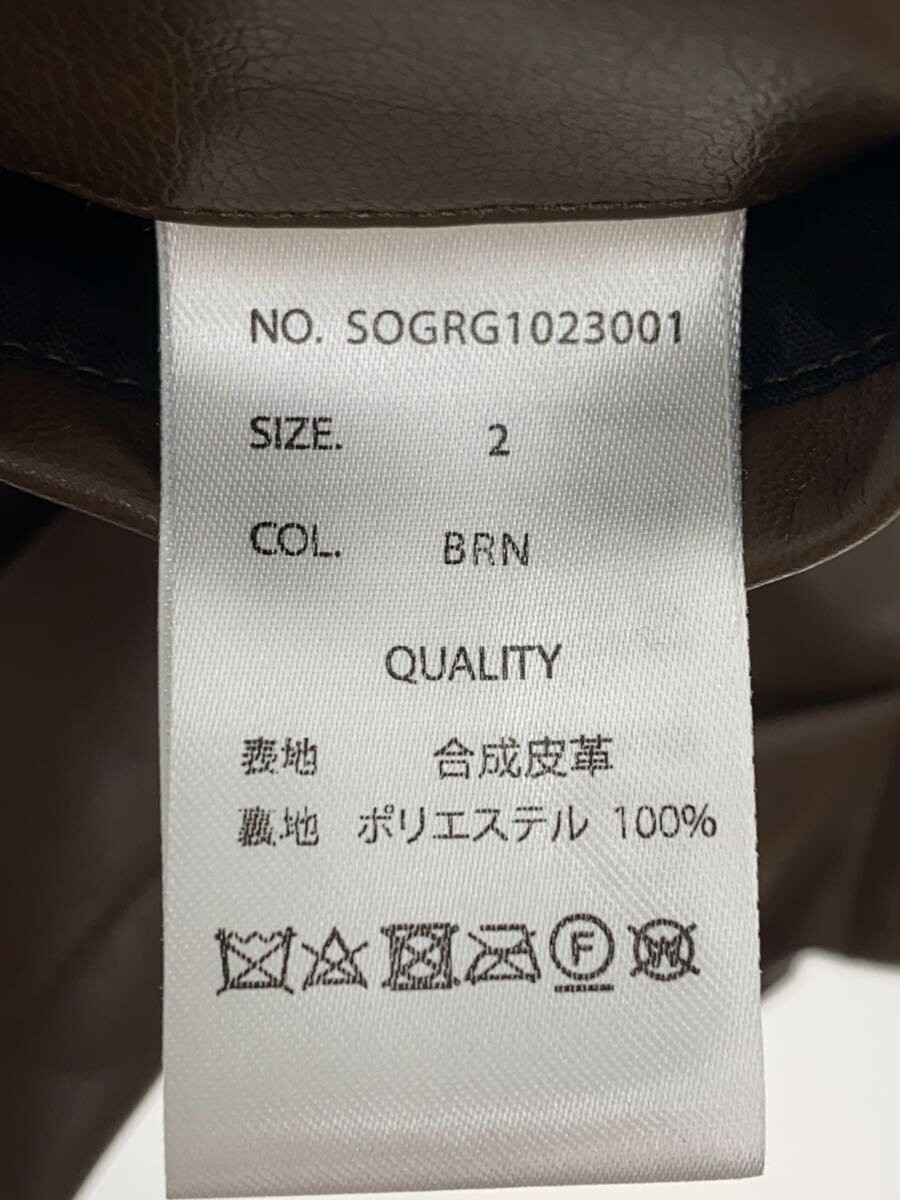 NO. SOGRG1023001
SIZE. 2
COL. BRN
QUALITY
表地 合成皮革
裏地 ポリエステル 100%
F
W